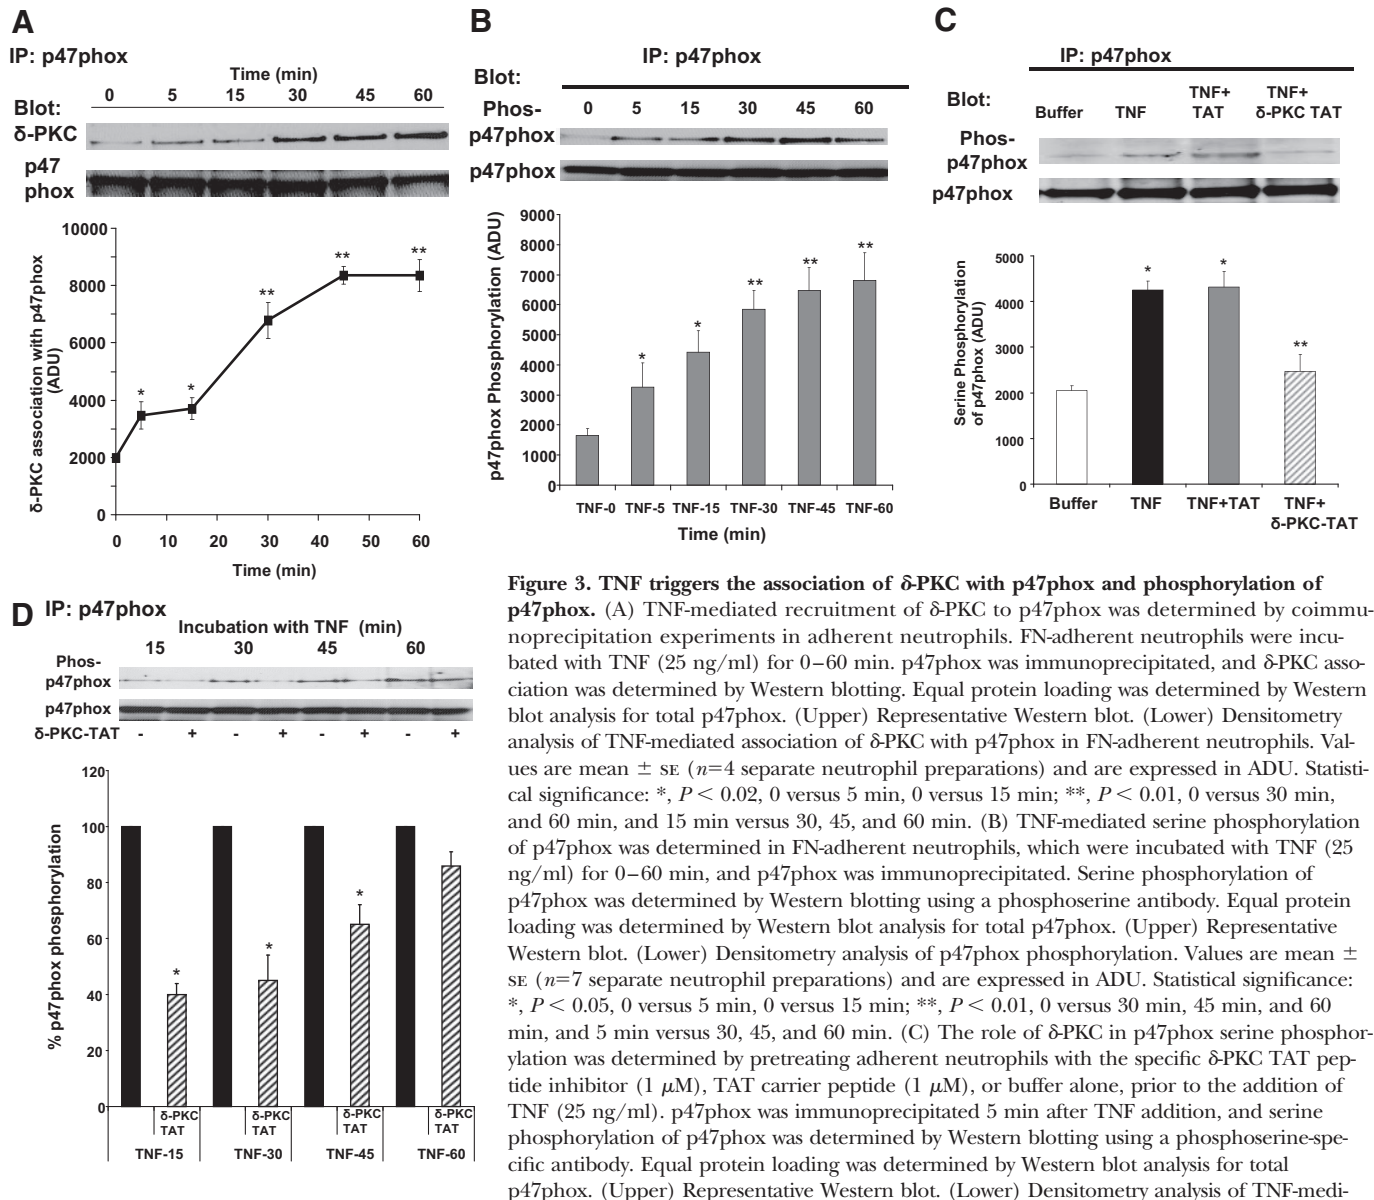 A
IP: p47phox
Time (min)
0 5 15 30 45 60
Blot:
δ-PKC
p47
phox
10000
8000
6000
4000
2000
0
δ-PKC association with p47phox
(ADU)
* * ** ** **
0 10 20 30 40 50 60
Time (min)
B
IP: p47phox
Blot:
Phos- 0 5 15 30 45 60
p47phox
p47phox
9000
8000
7000
6000
5000
4000
3000
2000
1000
0
p47phox Phosphorylation (ADU)
* * ** ** **
TNF-0 TNF-5 TNF-15 TNF-30 TNF-45 TNF-60
Time (min)
C
IP: p47phox
Blot:
Buffer TNF TNF+ TAT TNF+ δ-PKC TAT
Phos-
p47phox
p47phox
5000
4000
3000
2000
1000
0
Serine Phosphorylation
of p47phox (ADU)
* * **
Buffer TNF TNF+TAT TNF+
δ-PKC-TAT
D
IP: p47phox
Incubation with TNF (min)
15 30 45 60
Phos-
p47phox
p47phox
δ-PKC-TAT - + - + - + - +
120
100
80
60
40
20
0
% p47phox phosphorylation
* * *
δ-PKC δ-PKC δ-PKC δ-PKC
TAT TAT TAT TAT
TNF-15 TNF-30 TNF-45 TNF-60
Figure 3. TNF triggers the association of δ-PKC with p47phox and phosphorylation of
p47phox. (A) TNF-mediated recruitment of δ-PKC to p47phox was determined by coimmu-
noprecipitation experiments in adherent neutrophils. FN-adherent neutrophils were incu-
bated with TNF (25 ng/ml) for 0–60 min. p47phox was immunoprecipitated, and δ-PKC asso-
ciation was determined by Western blotting. Equal protein loading was determined by Western
blot analysis for total p47phox. (Upper) Representative Western blot. (Lower) Densitometry
analysis of TNF-mediated association of δ-PKC with p47phox in FN-adherent neutrophils. Val-
ues are mean ± SE (n=4 separate neutrophil preparations) and are expressed in ADU. Statisti-
cal significance: *, P < 0.02, 0 versus 5 min, 0 versus 15 min; **, P < 0.01, 0 versus 30 min,
and 60 min, and 15 min versus 30, 45, and 60 min. (B) TNF-mediated serine phosphorylation
of p47phox was determined in FN-adherent neutrophils, which were incubated with TNF (25
ng/ml) for 0–60 min, and p47phox was immunoprecipitated. Serine phosphorylation of
p47phox was determined by Western blotting using a phosphoserine antibody. Equal protein
loading was determined by Western blot analysis for total p47phox. (Upper) Representative
Western blot. (Lower) Densitometry analysis of p47phox phosphorylation. Values are mean ±
SE (n=7 separate neutrophil preparations) and are expressed in ADU. Statistical significance:
*, P < 0.05, 0 versus 5 min, 0 versus 15 min; **, P < 0.01, 0 versus 30 min, 45 min, and 60
min, and 5 min versus 30, 45, and 60 min. (C) The role of δ-PKC in p47phox serine phosphor-
ylation was determined by pretreating adherent neutrophils with the specific δ-PKC TAT pep-
tide inhibitor (1 μM), TAT carrier peptide (1 μM), or buffer alone, prior to the addition of
TNF (25 ng/ml). p47phox was immunoprecipitated 5 min after TNF addition, and serine
phosphorylation of p47phox was determined by Western blotting using a phosphoserine-spe-
cific antibody. Equal protein loading was determined by Western blot analysis for total
p47phox. (Upper) Representative Western blot. (Lower) Densitometry analysis of TNF-medi-